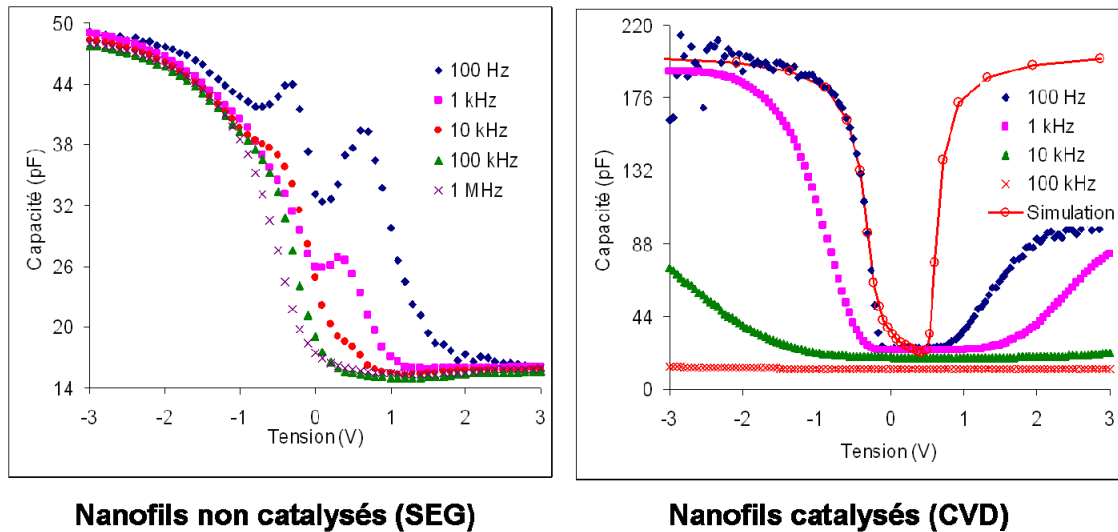 50
44
38
32
26
20
14
-3
-2
-1
0
1
2
3
Capacité (pF)
Tension (V)
100 Hz
1 kHz
10 kHz
100 kHz
1 MHz
Nanofils non catalysés (SEG)
220
176
132
88
44
0
-3
-2
-1
0
1
2
3
Capacité (pF)
Tension (V)
100 Hz
1 kHz
10 kHz
100 kHz
Simulation
Nanofils catalysés (CVD)